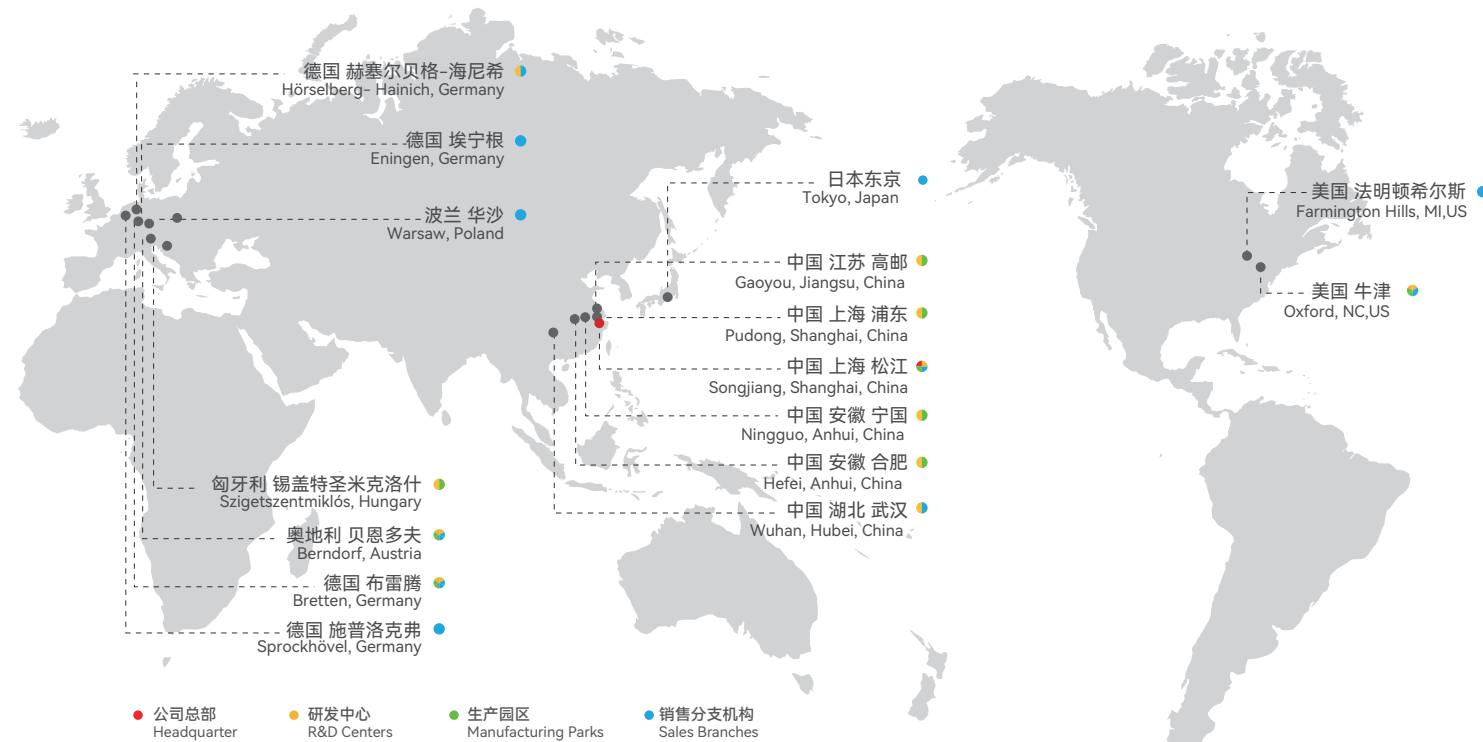 德国 赫塞尔贝格-海尼希
Hörselberg- Hainich, Germany
德国 埃宁根
Eningen, Germany
波兰 华沙
Warsaw, Poland
日本东京
Tokyo, Japan
中国 江苏 高邮
Gaoyou, Jiangsu, China
中国 上海 浦东
Pudong, Shanghai, China
中国 上海 松江
Songjiang, Shanghai, China
中国 安徽 宁国
Ningguo, Anhui, China
中国 安徽 合肥
Hefei, Anhui, China
中国 湖北 武汉
Wuhan, Hubei, China
美国 法明顿希尔斯
Farmington Hills, MI,US
美国 牛津
Oxford, NC,US
匈牙利 锡盖特圣米克洛什
Szigetszentmiklós, Hungary
奥地利 贝恩多夫
Berndorf, Austria
德国 布雷腾
Bretten, Germany
德国 施普洛克弗
Sprockhövel, Germany
公司总部
Headquarter
研发中心
R&D Centers
生产园区
Manufacturing Parks
销售分支机构
Sales Branches